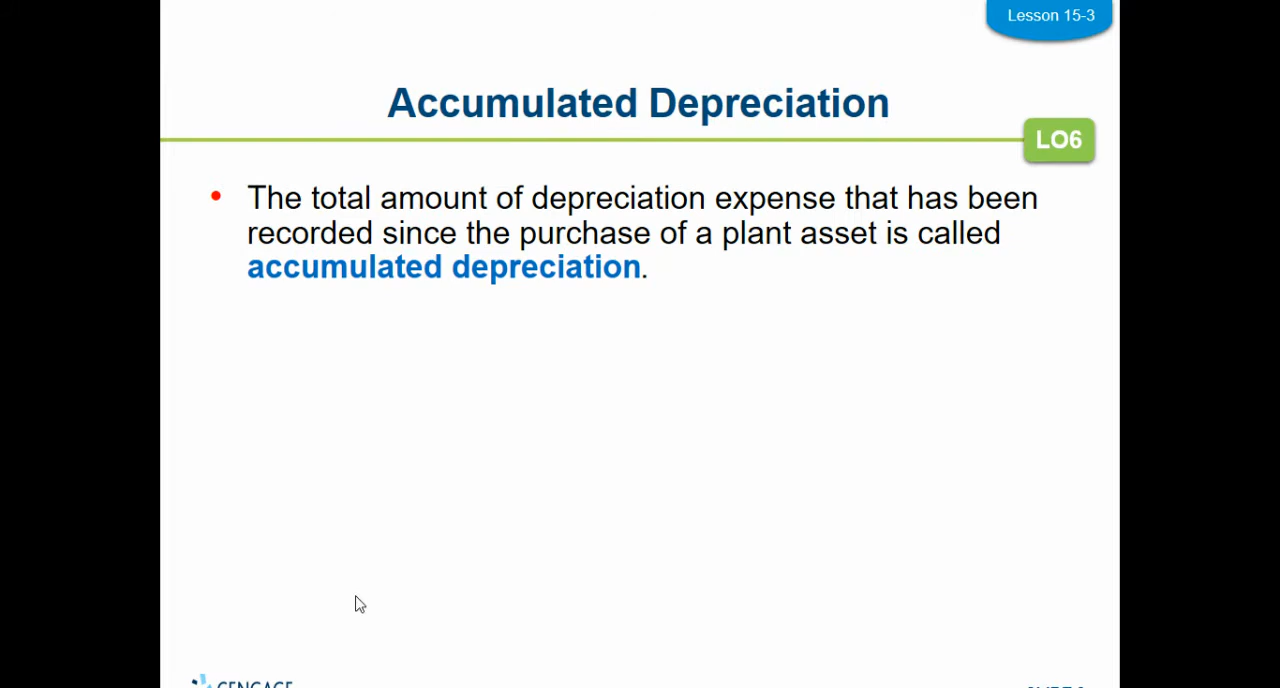 Lesson 15-3
Accumulated Depreciation
LO6
• The total amount of depreciation expense that has been
recorded since the purchase of a plant asset is called
accumulated depreciation.
CENGAGE